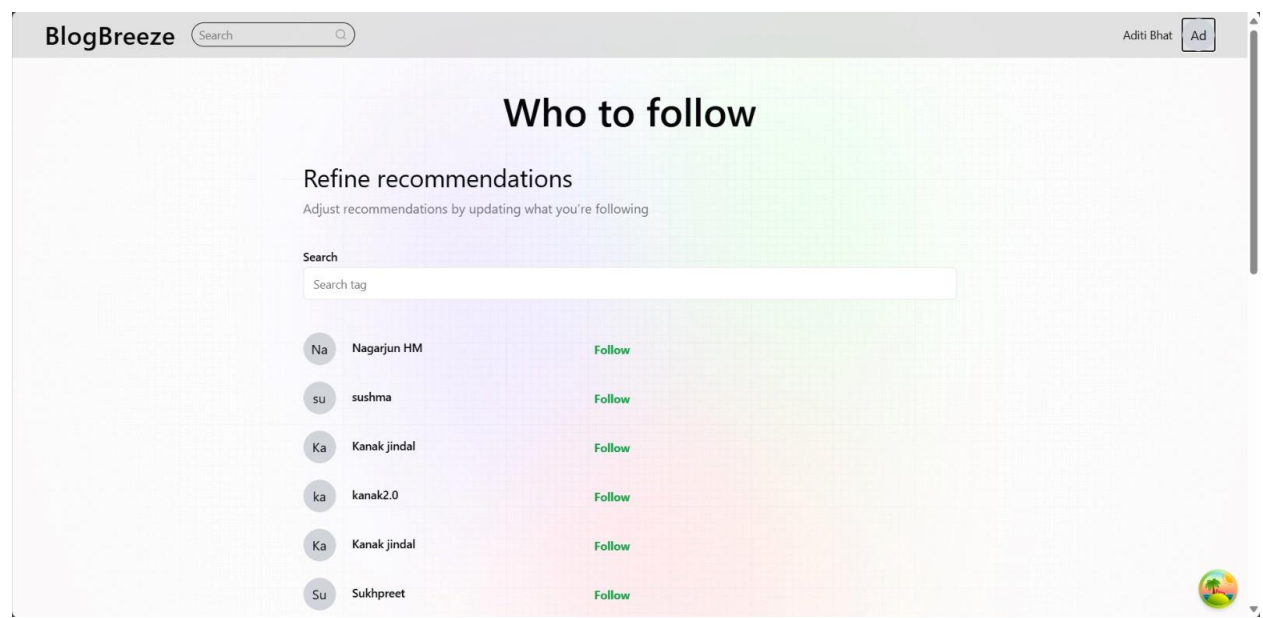 BlogBreeze Search Aditi Bhat Ad
Who to follow
Refine recommendations
Adjust recommendations by updating what you're following
Search
Search tag
Na Nagarjun HM Follow
su sushma Follow
Ka Kanak jindal Follow
ka kanak2.0 Follow
Ka Kanak jindal Follow
Su Sukhpreet Follow